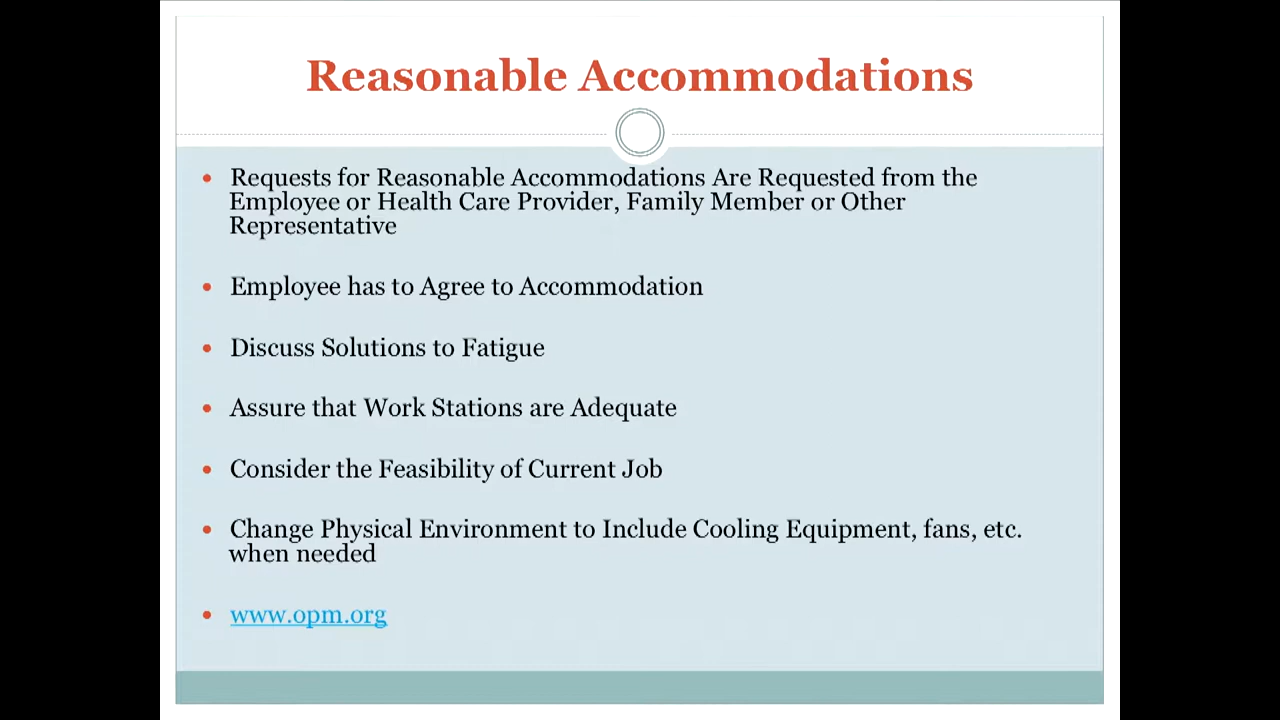 Reasonable Accommodations
Requests for Reasonable Accommodations Are Requested from the
Employee or Health Care Provider, Family Member or Other
Representative
Employee has to Agree to Accommodation
Discuss Solutions to Fatigue
Assure that Work Stations are Adequate
Consider the Feasibility of Current Job
Change Physical Environment to Include Cooling Equipment, fans, etc.
when needed
www.opm.org